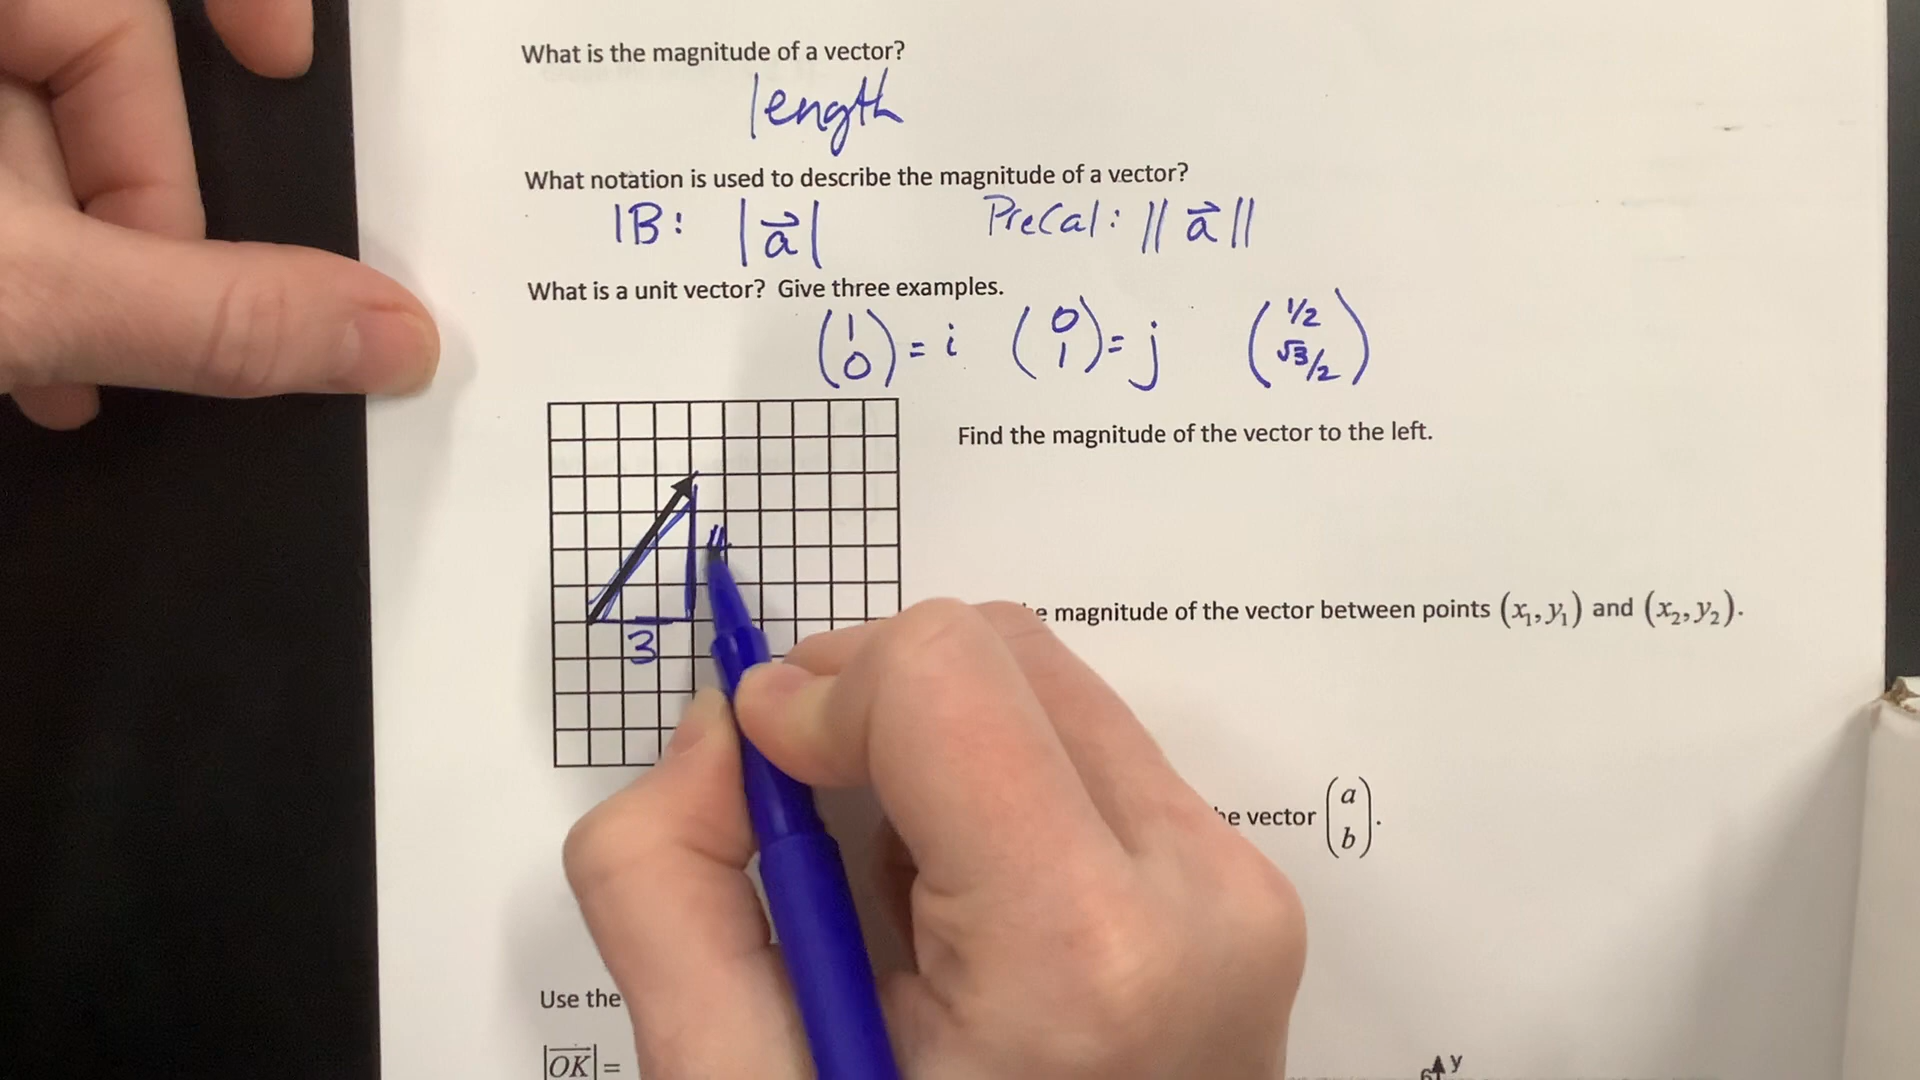 What is the magnitude of a vector?
length
What notation is used to describe the magnitude of a vector?
IB: |a⃗| PreCal: ||a⃗||
What is a unit vector? Give three examples.
(1 0) = i (0 1) = j (1/2 √3/2)
Find the magnitude of the vector to the left.
4
3
magnitude of the vector between points (x₁, y₁) and (x₂, y₂).
vector (a b).
Use the
|OK| =
6 y